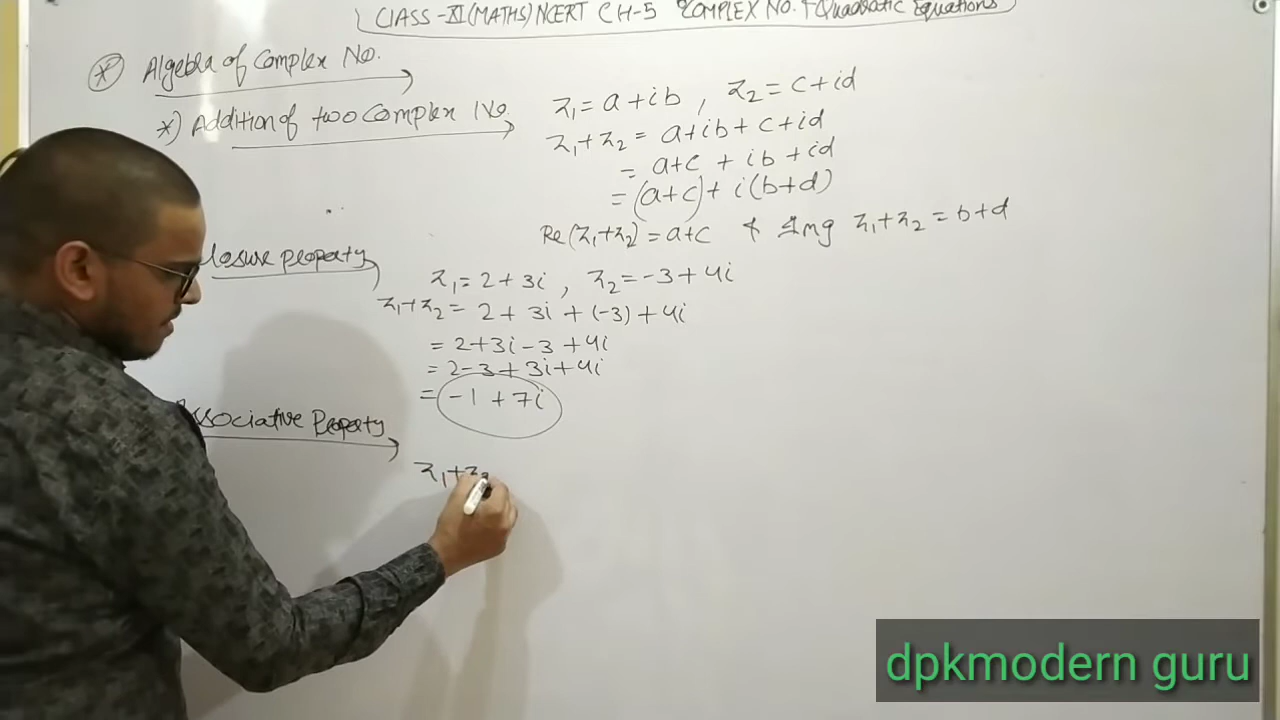 CLASS-XI (MATHS) NCERT CH-5 COMPLEX NO. & Quadratic Equations
* Algebra of Complex No.
*) Addition of two Complex No.
z₁ = a+ib, z₂ = c+id
z₁+z₂ = a+ib+c+id
= a+c + ib+id
= (a+c)+i(b+d)
Re(z₁+z₂) = a+c & Img z₁+z₂ = b+d
losure property
z₁ = 2+3i, z₂ = -3+4i
z₁+z₂ = 2+3i+(-3)+4i
= 2+3i-3+4i
= 2-3+3i+4i
= -1+7i
Associative Property
z₁+z₂
dpkmodern guru